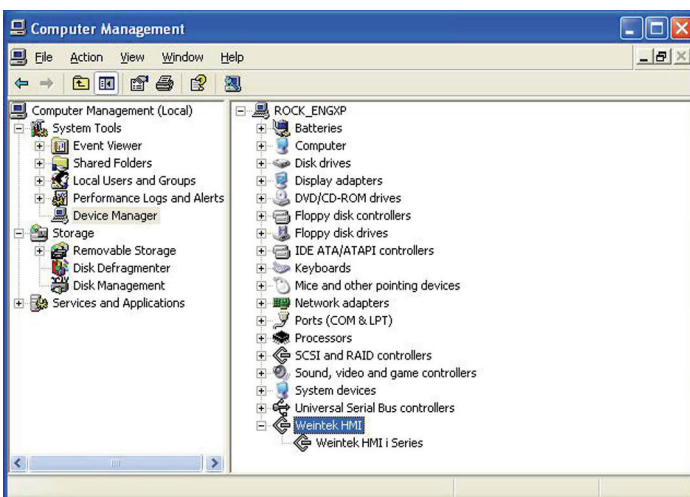 Computer Management
File Action View Window Help
Computer Management (Local)
System Tools
Event Viewer
Shared Folders
Local Users and Groups
Performance Logs and Alerts
Device Manager
Storage
Removable Storage
Disk Defragmenter
Disk Management
Services and Applications
ROCK_ENGXP
Batteries
Computer
Disk drives
Display adapters
DVD/CD-ROM drives
Floppy disk controllers
Floppy disk drives
IDE ATA/ATAPI controllers
Keyboards
Mice and other pointing devices
Network adapters
Ports (COM & LPT)
Processors
SCSI and RAID controllers
Sound, video and game controllers
System devices
Universal Serial Bus controllers
Weintek HMI
Weintek HMI i Series